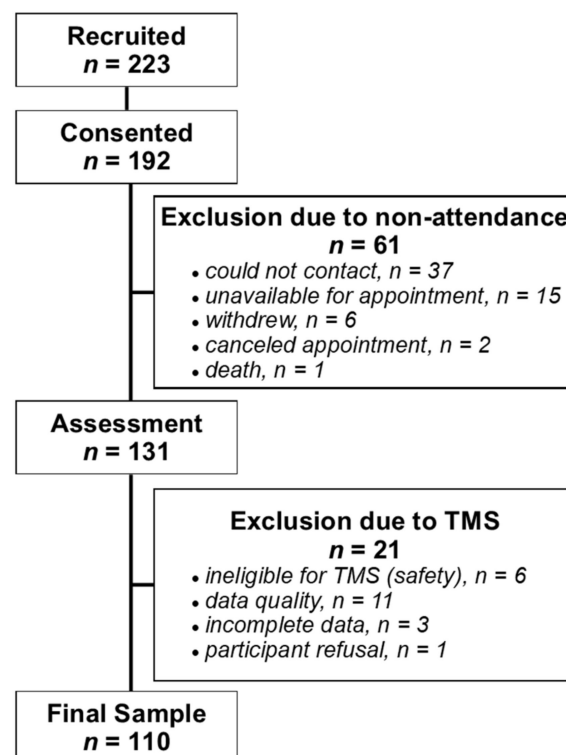 Recruited
n = 223
Consented
n = 192
Exclusion due to non-attendance
n = 61
• could not contact, n = 37
• unavailable for appointment, n = 15
• withdrew, n = 6
• canceled appointment, n = 2
• death, n = 1
Assessment
n = 131
Exclusion due to TMS
n = 21
• ineligible for TMS (safety), n = 6
• data quality, n = 11
• incomplete data, n = 3
• participant refusal, n = 1
Final Sample
n = 110